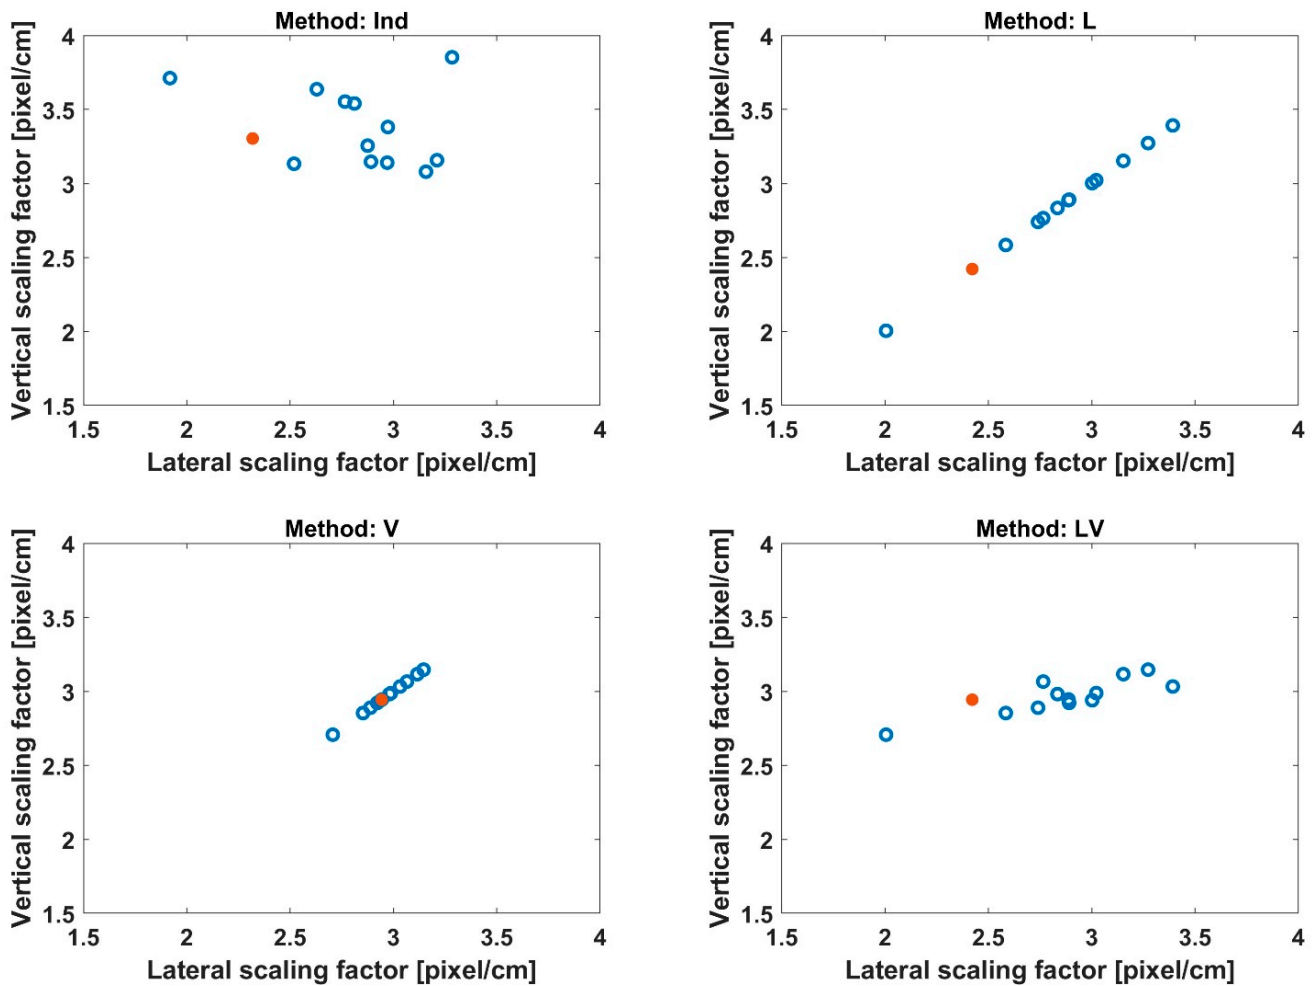 Method: Ind
Vertical scaling factor [pixel/cm]
4
3.5
3
2.5
2
1.5
1.5 2 2.5 3 3.5 4
Lateral scaling factor [pixel/cm]
Method: L
Vertical scaling factor [pixel/cm]
4
3.5
3
2.5
2
1.5
1.5 2 2.5 3 3.5 4
Lateral scaling factor [pixel/cm]
Method: V
Vertical scaling factor [pixel/cm]
4
3.5
3
2.5
2
1.5
1.5 2 2.5 3 3.5 4
Lateral scaling factor [pixel/cm]
Method: LV
Vertical scaling factor [pixel/cm]
4
3.5
3
2.5
2
1.5
1.5 2 2.5 3 3.5 4
Lateral scaling factor [pixel/cm]